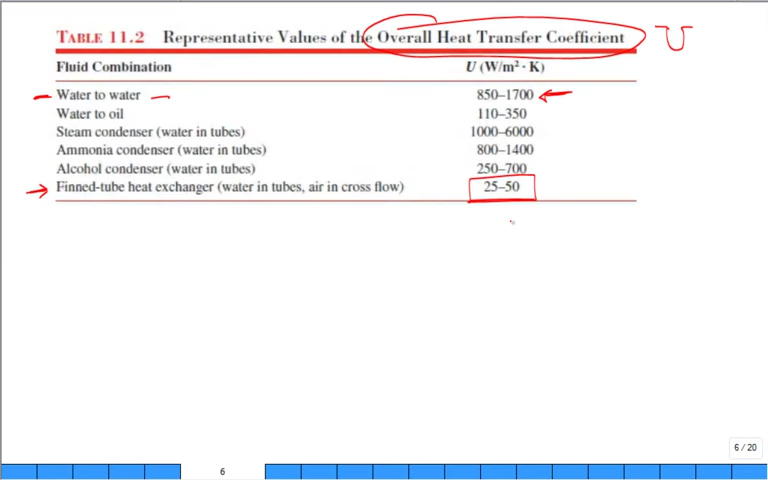 TABLE 11.2 Representative Values of the Overall Heat Transfer Coefficient U
Fluid Combination U (W/m² · K)
Water to water 850–1700
Water to oil 110–350
Steam condenser (water in tubes) 1000–6000
Ammonia condenser (water in tubes) 800–1400
Alcohol condenser (water in tubes) 250–700
Finned-tube heat exchanger (water in tubes, air in cross flow) 25–50
6 / 20
6